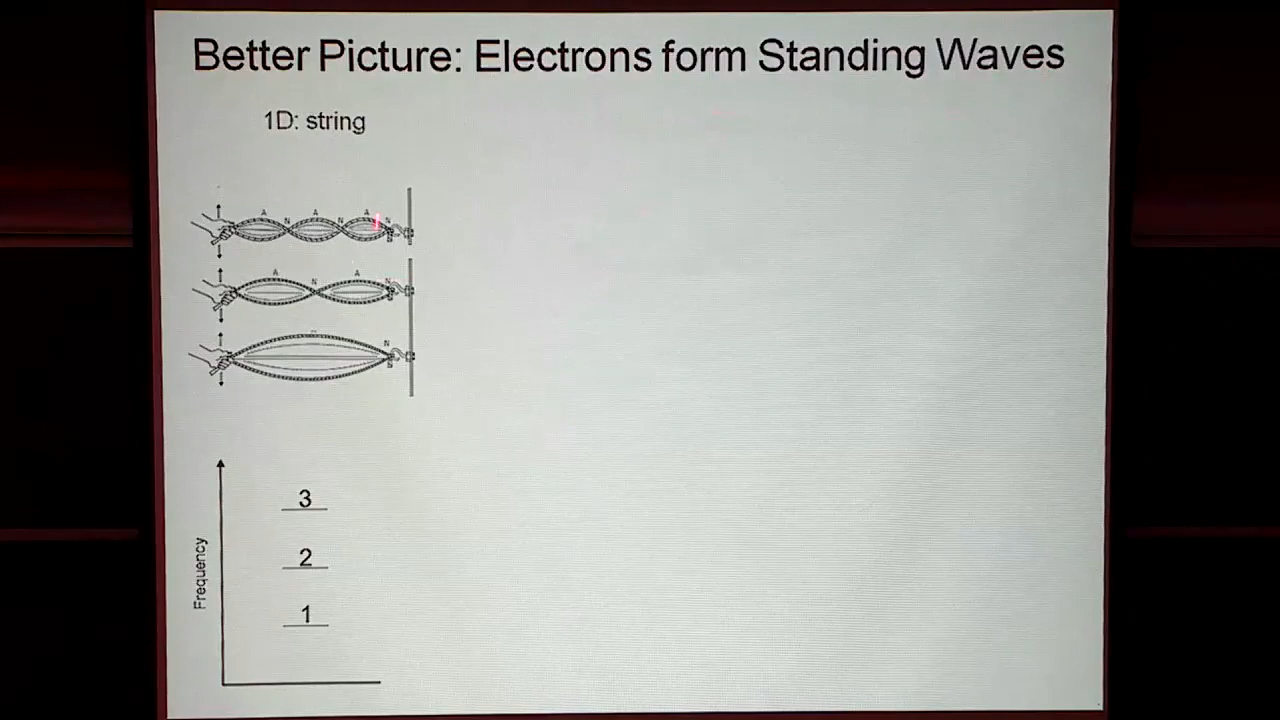 Better Picture: Electrons form Standing Waves
1D: string
A N A N A N
A N A N
N
Frequency
3
2
1